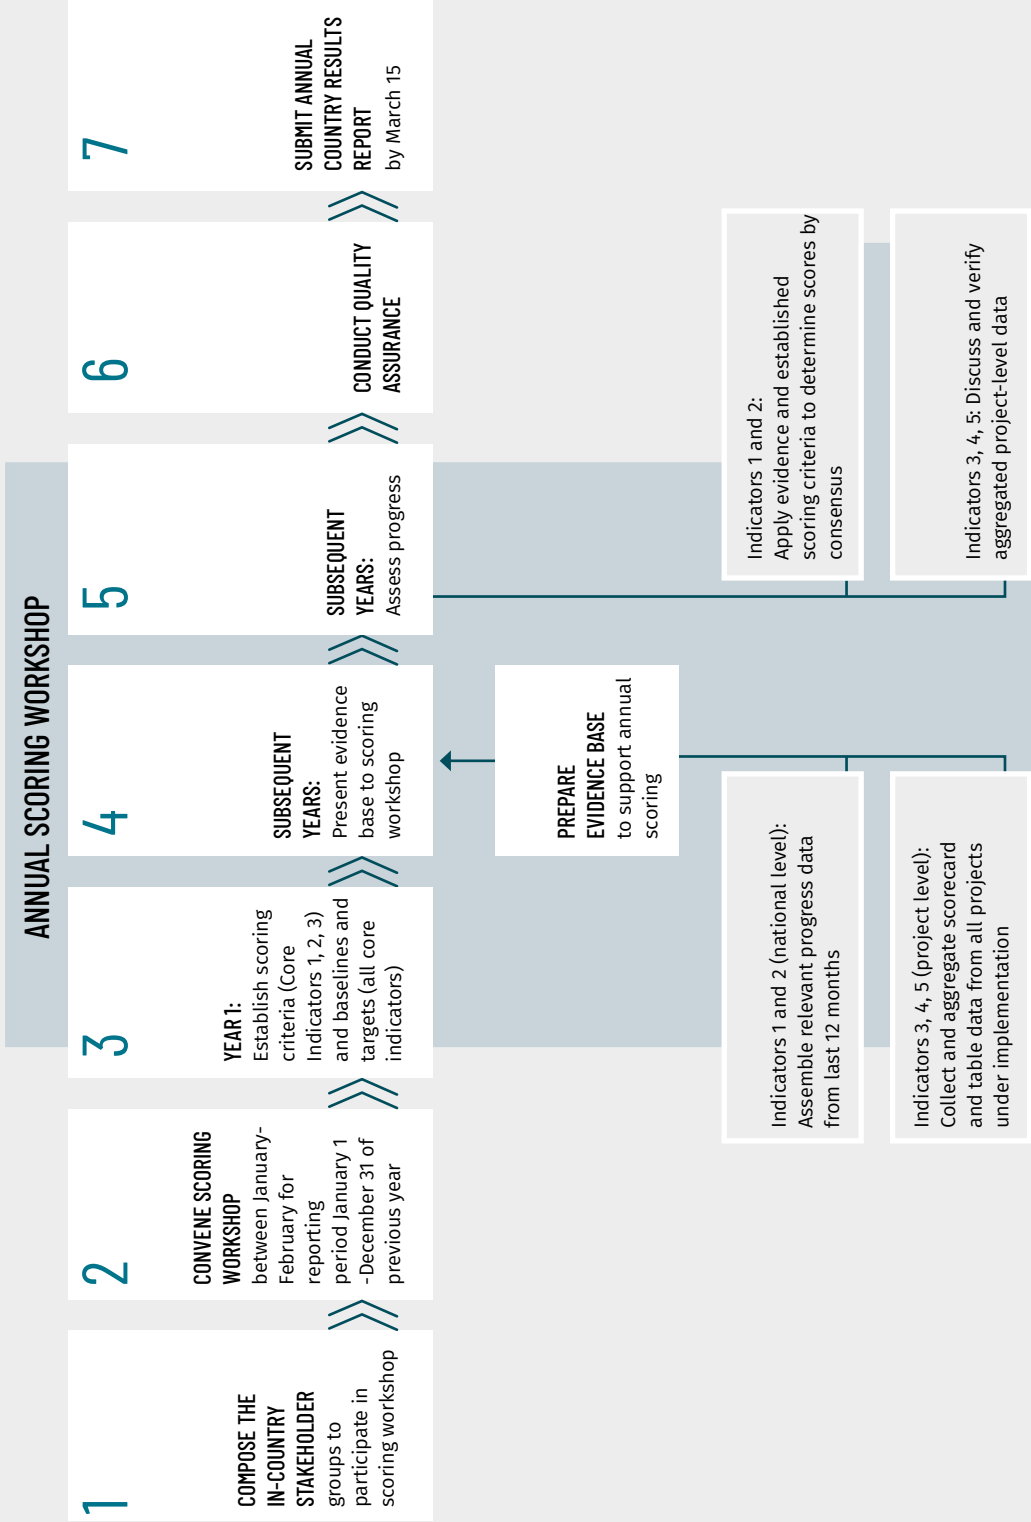 ANNUAL SCORING WORKSHOP
1
COMPOSE THE
IN-COUNTRY
STAKEHOLDER
groups to
participate in
scoring workshop
2
CONVENE SCORING
WORKSHOP
between January-
February for
reporting
period January 1
-December 31 of
previous year
3
YEAR 1:
Establish scoring
criteria (Core
Indicators 1, 2, 3)
and baselines and
targets (all core
indicators)
4
SUBSEQUENT
YEARS:
Present evidence
base to scoring
workshop
5
SUBSEQUENT
YEARS:
Assess progress
6
CONDUCT QUALITY
ASSURANCE
7
SUBMIT ANNUAL
COUNTRY RESULTS
REPORT
by March 15
PREPARE
EVIDENCE BASE
to support annual
scoring
Indicators 1 and 2 (national level):
Assemble relevant progress data
from last 12 months
Indicators 3, 4, 5 (project level):
Collect and aggregate scorecard
and table data from all projects
under implementation
Indicators 1 and 2:
Apply evidence and established
scoring criteria to determine scores by
consensus
Indicators 3, 4, 5: Discuss and verify
aggregated project-level data